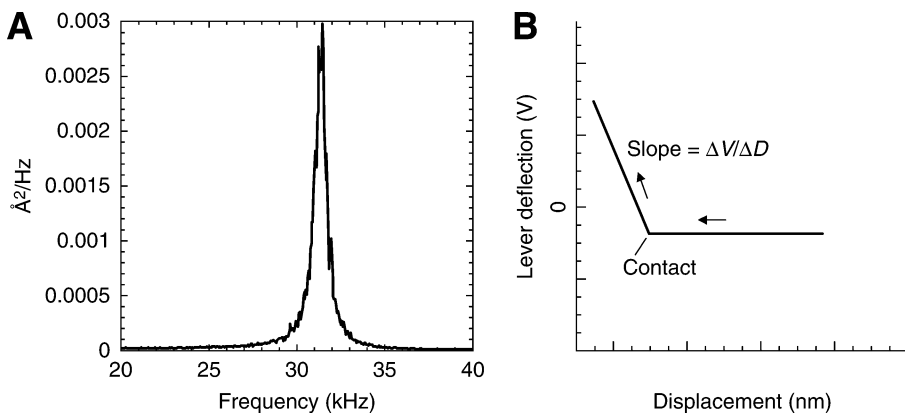 A
0.003
0.0025
0.002
0.0015
0.001
0.0005
0
Å²/Hz
20 25 31 35 40
Frequency (kHz)
B
Lever deflection (V)
0
Slope = ΔV/ΔD
Contact
Displacement (nm)